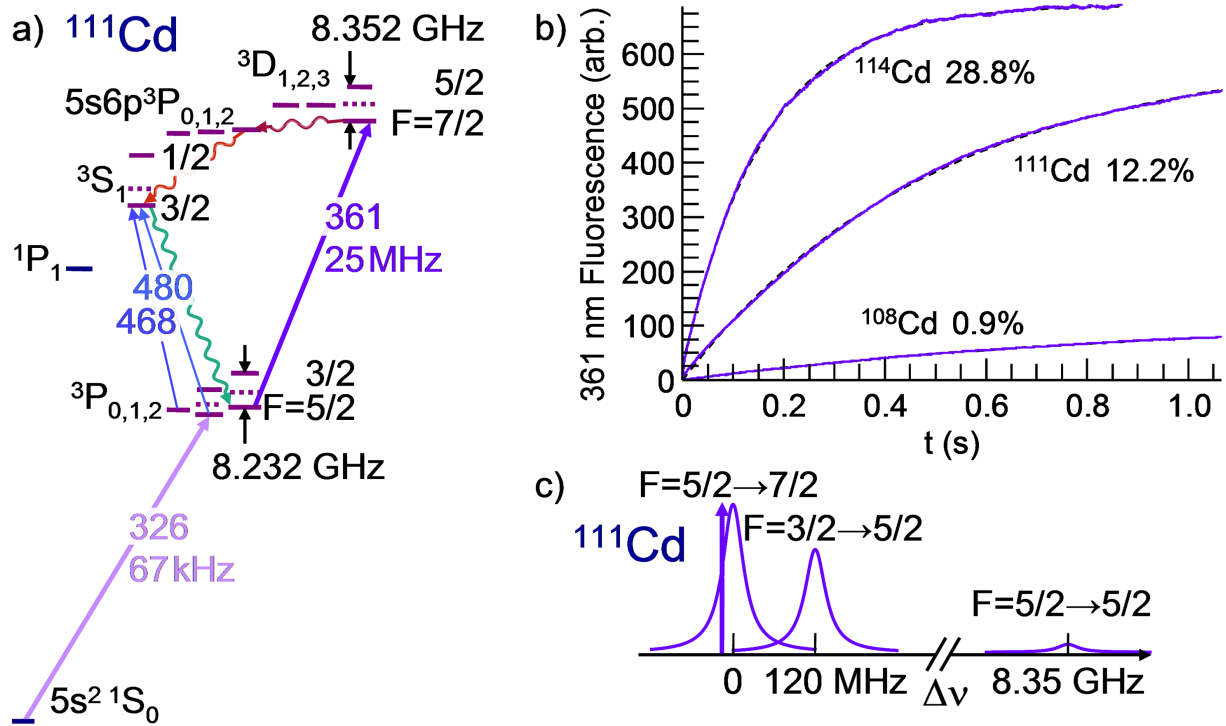 a) ¹¹¹Cd
8.352 GHz
³D₁,₂,₃
5/2
5s6p³P₀,₁,₂
F=7/2
1/2
³S₁
3/2
361
25 MHz
¹P₁
480
468
3/2
³P₀,₁,₂
F=5/2
8.232 GHz
326
67 kHz
5s² ¹S₀
b)
361 nm Fluorescence (arb.)
600
500
400
300
200
100
0
¹¹⁴Cd 28.8%
¹¹¹Cd 12.2%
¹⁰⁸Cd 0.9%
0 0.2 0.4 0.6 0.8 1.0
t (s)
c)
F=5/2→7/2
¹¹¹Cd
F=3/2→5/2
F=5/2→5/2
0 120 MHz Δν 8.35 GHz